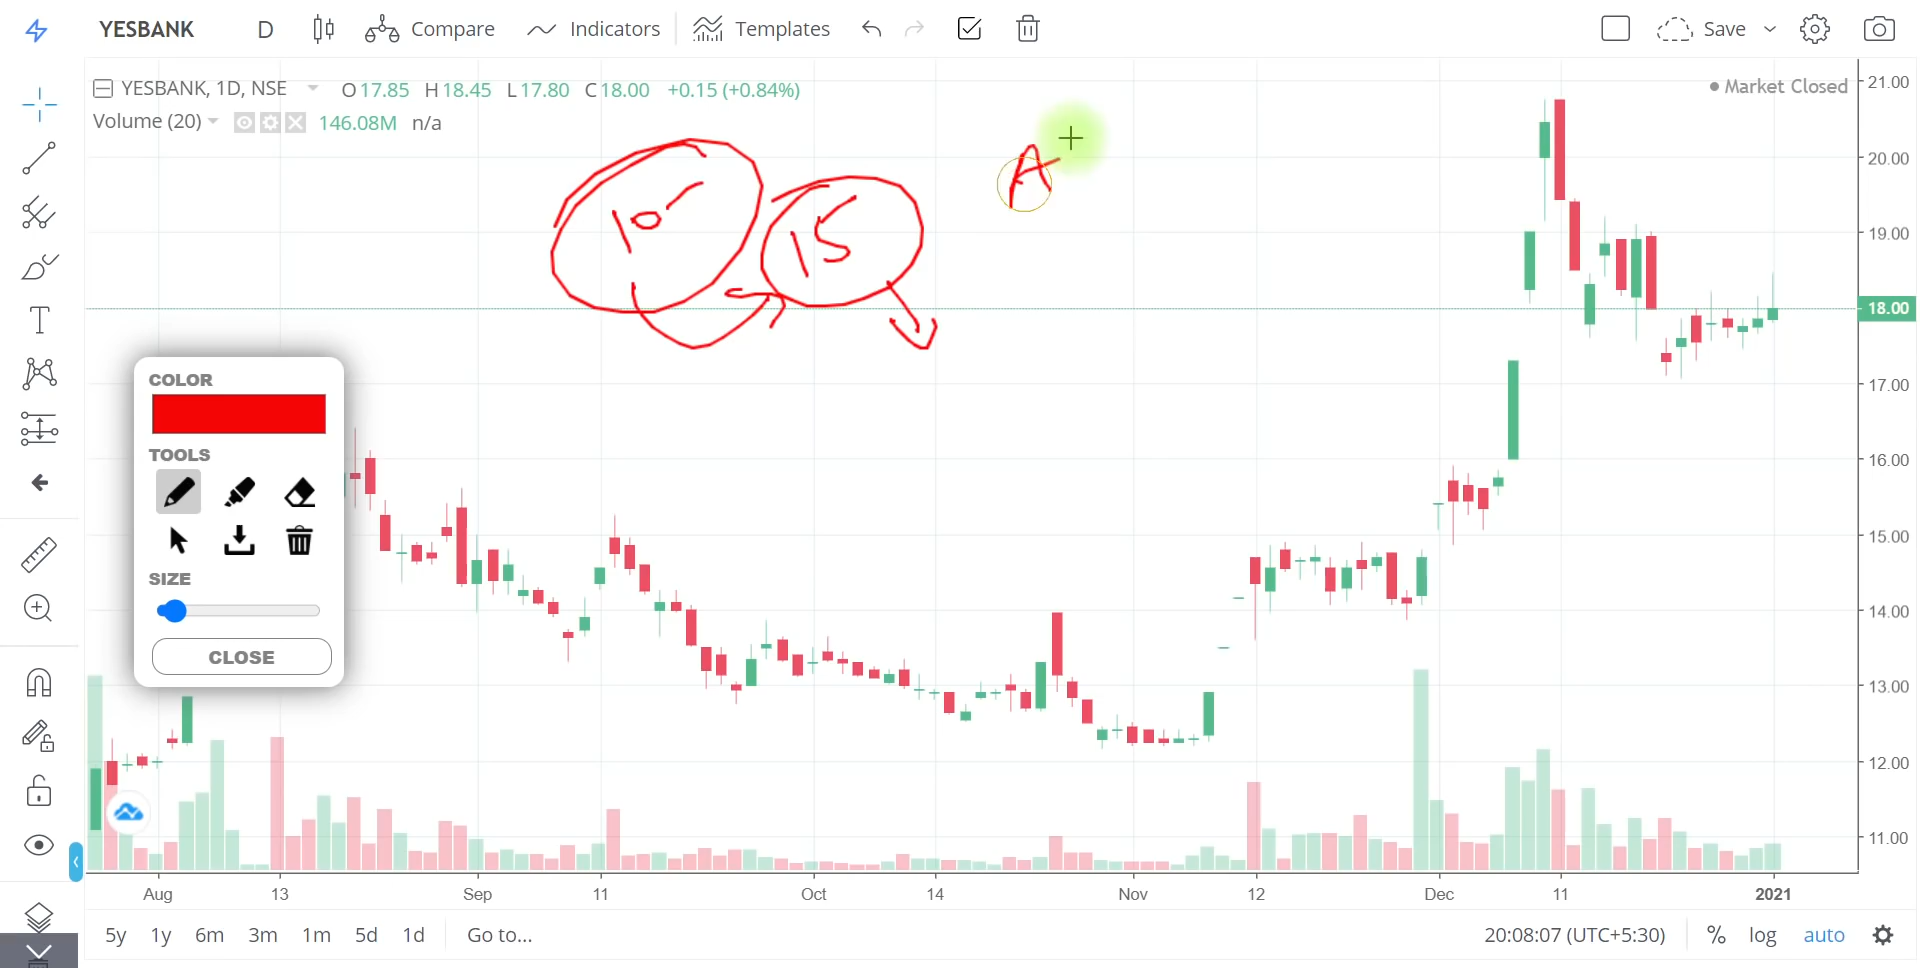 YESBANK D Compare Indicators Templates Save
YESBANK, 1D, NSE O17.85 H18.45 L17.80 C18.00 +0.15 (+0.84%) Market Closed
Volume (20) 146.08M n/a
10 15 A
21.00
20.00
19.00
18.00
17.00
16.00
15.00
14.00
13.00
12.00
11.00
COLOR
TOOLS
SIZE
CLOSE
T
Aug 13 Sep 11 Oct 14 Nov 12 Dec 11 2021
5y 1y 6m 3m 1m 5d 1d Go to... 20:08:07 (UTC+5:30) % log auto